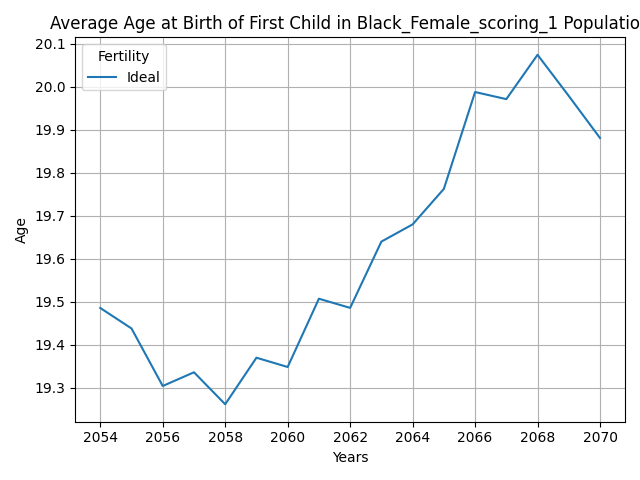 Average Age at Birth of First Child in Black_Female_scoring_1 Populatio
Fertility
Ideal
20.1
20.0
19.9
19.8
19.7
19.6
19.5
19.4
19.3
Age
2054 2056 2058 2060 2062 2064 2066 2068 2070
Years